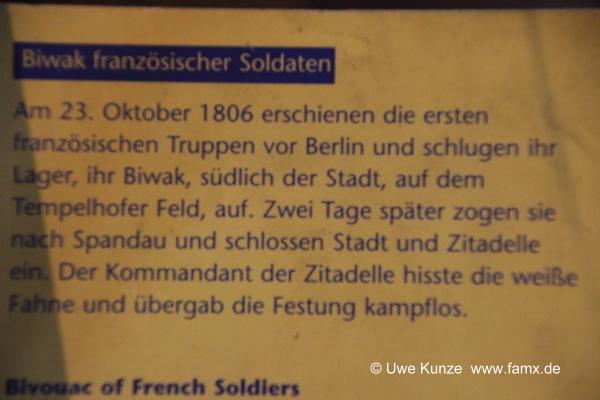 Biwak französischer Soldaten
Am 23. Oktober 1806 erschienen die ersten
französischen Truppen vor Berlin und schlugen ihr
Lager, ihr Biwak, südlich der Stadt, auf dem
Tempelhofer Feld, auf. Zwei Tage später zogen sie
nach Spandau und schlossen Stadt und Zitadelle
ein. Der Kommandant der Zitadelle hisste die weiße
Fahne und übergab die Festung kampflos.
© Uwe Kunze www.famx.de
Bivouac of French Soldiers